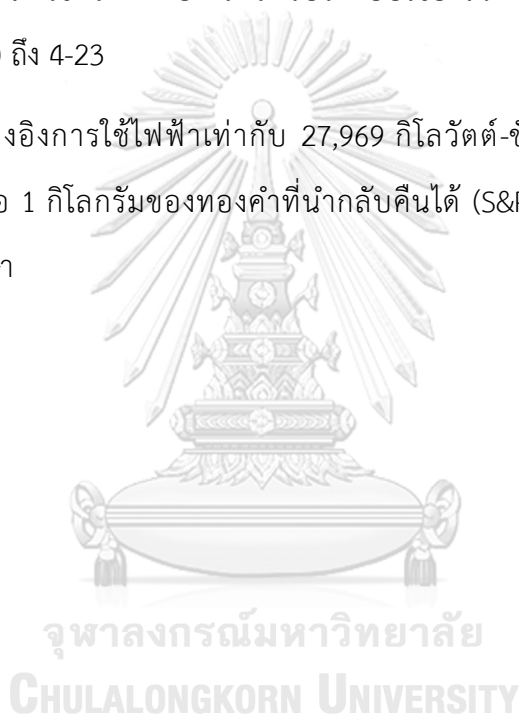 ถึง 4-23
งอิงการใช้ไฟฟ้าเท่ากับ 27,969 กิโลวัตต์-ชั
1 กิโลกรัมของทองคำที่นำกลับคืนได้ (S&
จุฬาลงกรณ์มหาวิทยาลัย
CHULALONGKORN UNIVERSITY